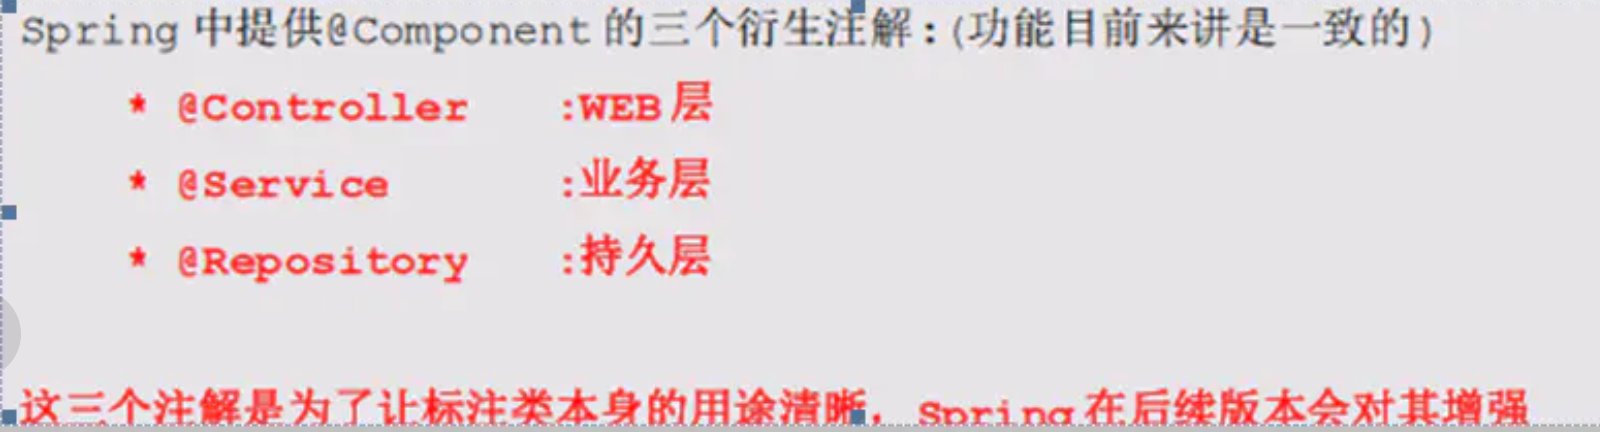 Spring 中提供@Component 的三个衍生注解:(功能目前来讲是一致的)
* @Controller :WEB 层
* @Service :业务层
* @Repository :持久层
这三个注解是为了让标注类本身的用途清晰, Spring 在后续版本会对其增强